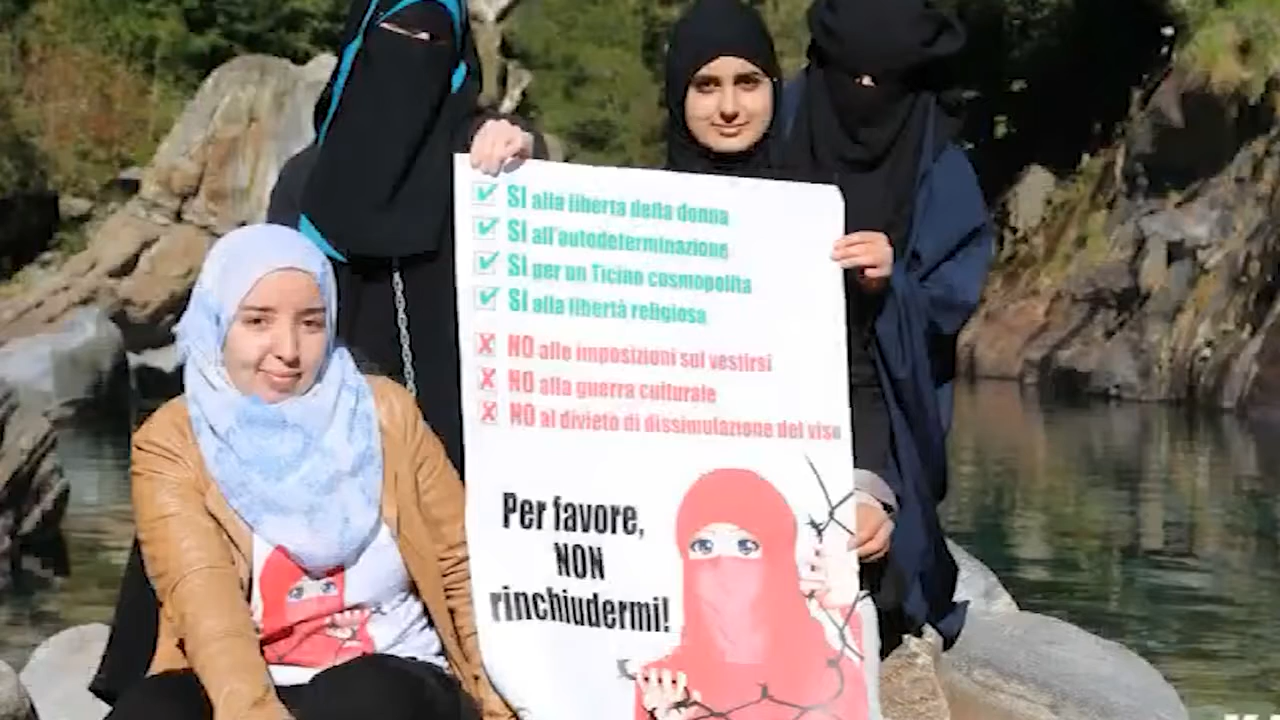 SI alla libertà della donna
SI all'autodeterminazione
SI per un Ticino cosmopolita
SI alla libertà religiosa
NO alle imposizioni sul vestirsi
NO alla guerra culturale
NO al divieto di dissimulazione del viso
Per favore,
NON
rinchiudermi!